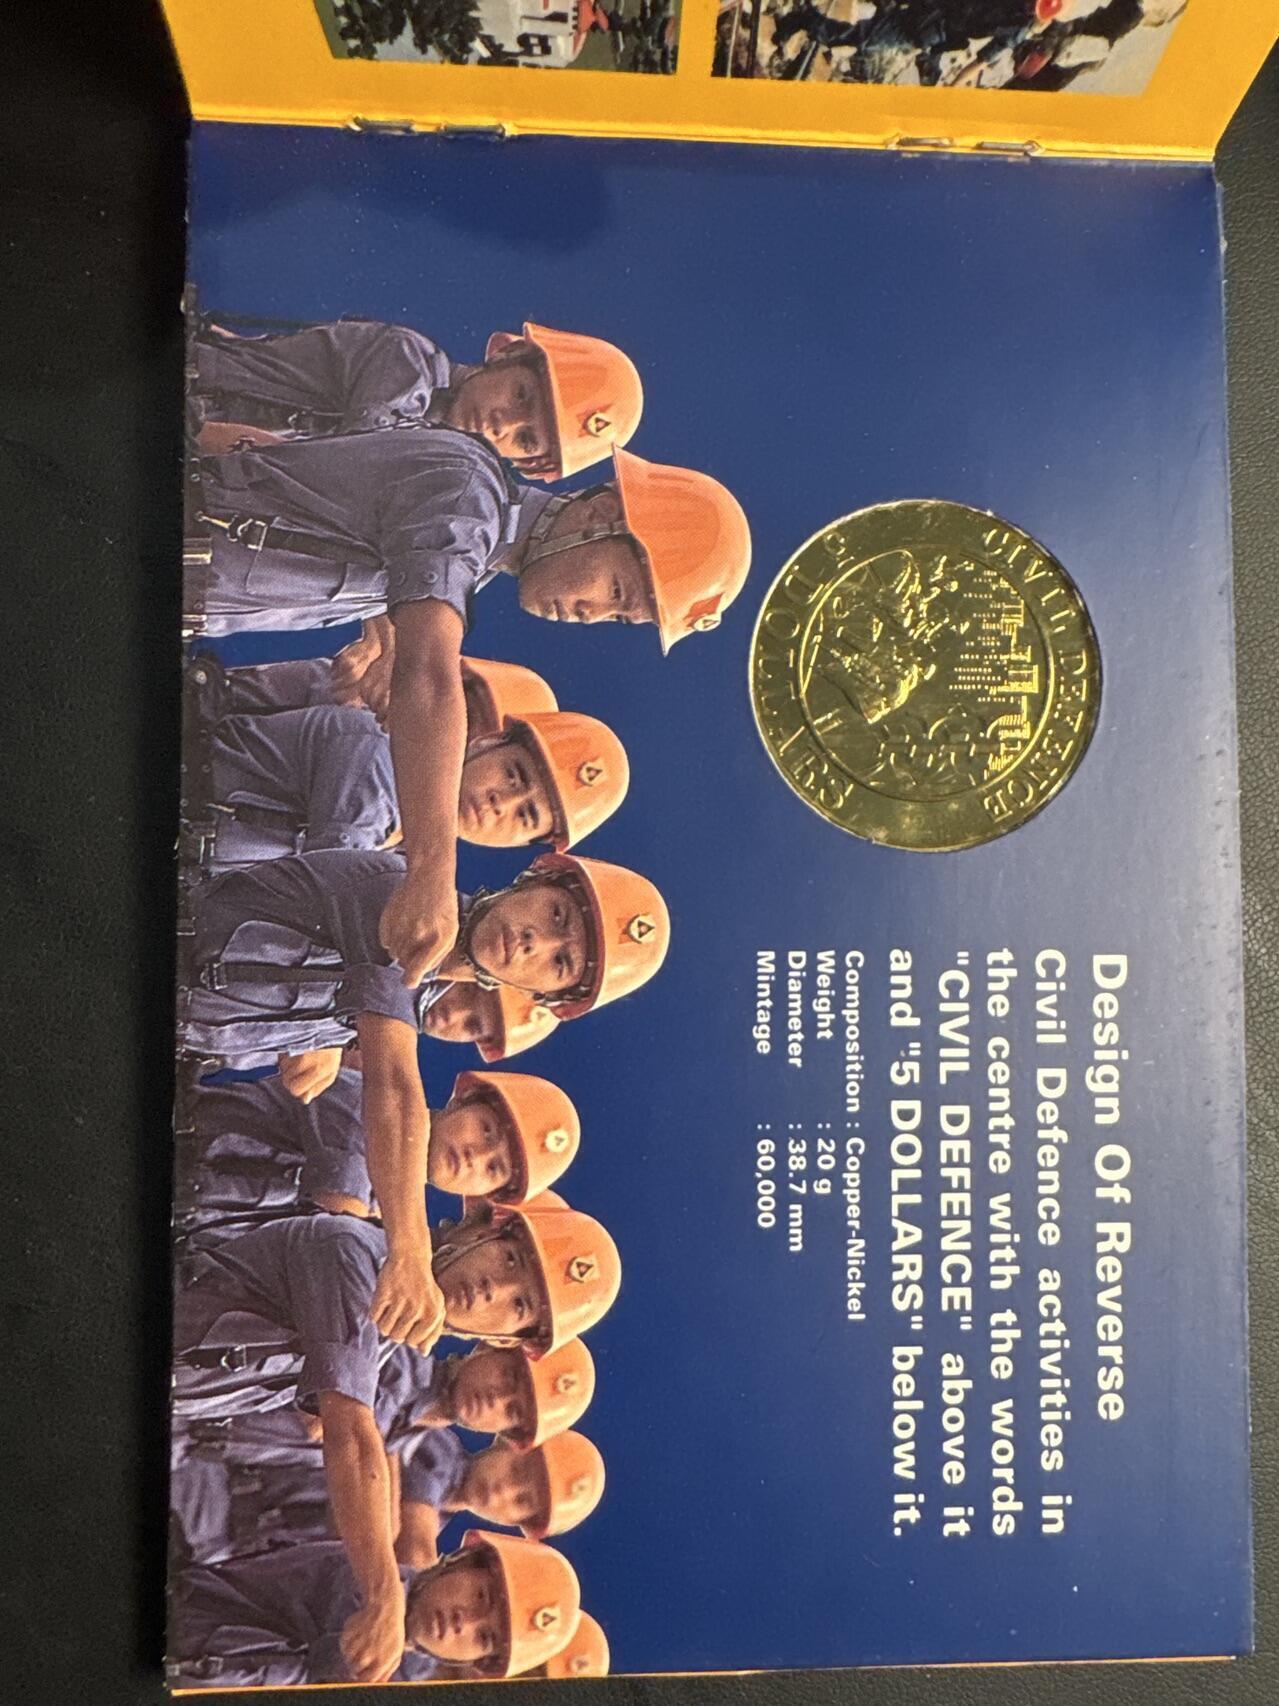 CIVIL DEFENCE
5 DOLLARS
Design Of Reverse
Civil Defence activities in
the centre with the words
"CIVIL DEFENCE" above it
and "5 DOLLARS" below it.
Composition : Copper-Nickel
Weight : 20 g
Diameter : 38.7 mm
Mintage : 60,000